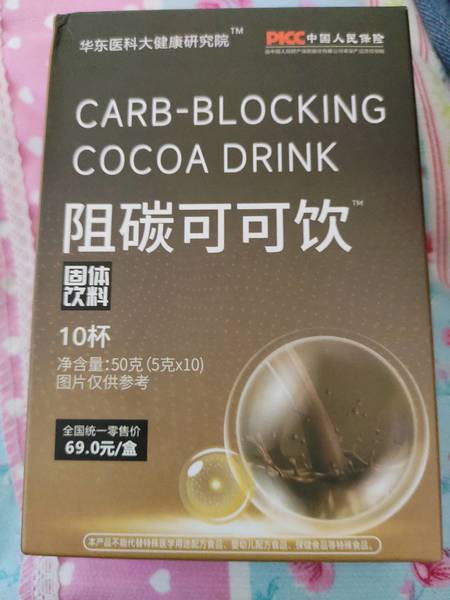 华东医科大健康研究院™
PICC 中国人民保险
CARB-BLOCKING
COCOA DRINK
阻碳可可饮™
固体
饮料
10杯
净含量:50克(5克x10)
图片仅供参考
全国统一零售价
69.0元/盒
本产品不能代替特殊医学用途配方食品、婴幼儿配方食品、保健食品等特殊食品。